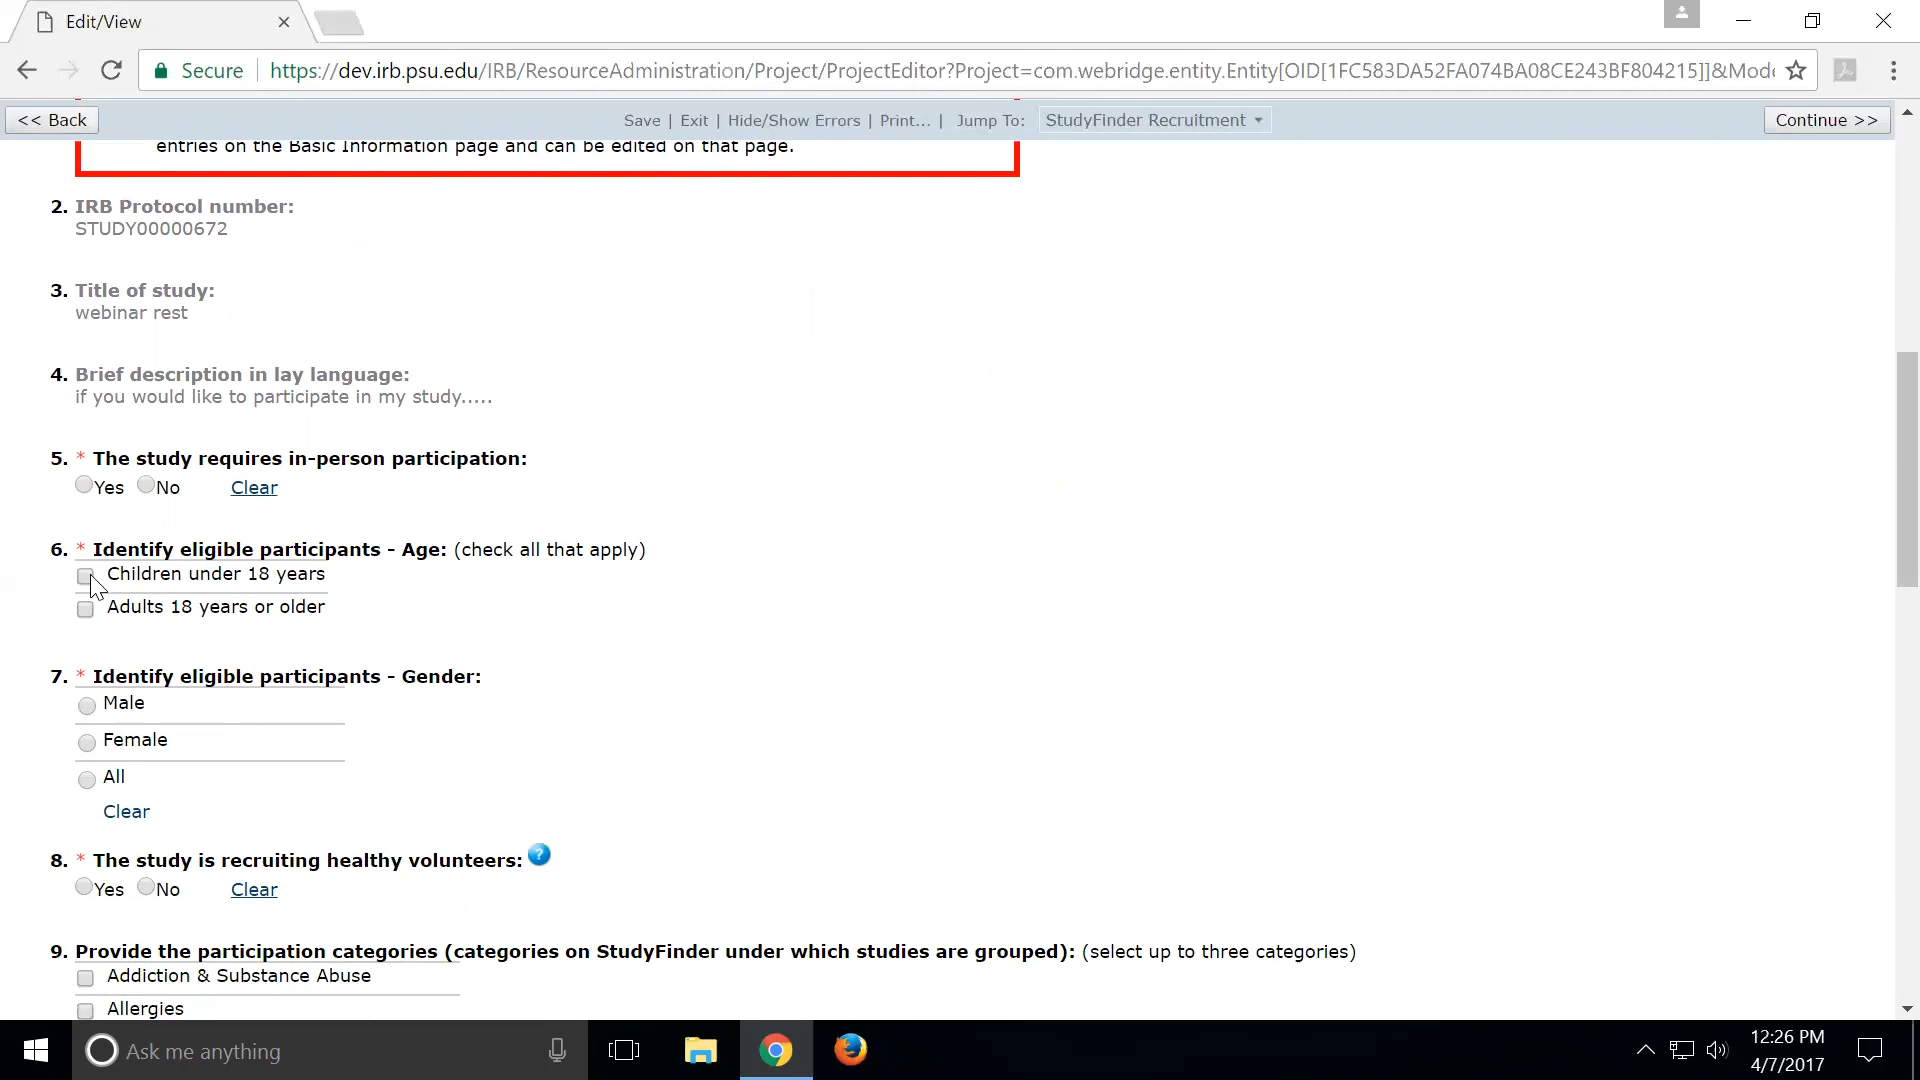 Edit/View
Secure
https://dev.irb.psu.edu/IRB/ResourceAdministration/Project/ProjectEditor?Project=com.webridge.entity.Entity[OID[1FC583DA52FA074BA08CE243BF804215]]&Mode
<< Back
Save | Exit | Hide/Show Errors | Print... | Jump To: StudyFinder Recruitment
Continue >>
entries on the Basic Information page and can be edited on that page.
2. IRB Protocol number:
STUDY00000672
3. Title of study:
webinar rest
4. Brief description in lay language:
if you would like to participate in my study.....
5. * The study requires in-person participation:
Yes No Clear
6. * Identify eligible participants - Age: (check all that apply)
Children under 18 years
Adults 18 years or older
7. * Identify eligible participants - Gender:
Male
Female
All
Clear
8. * The study is recruiting healthy volunteers: ?
Yes No Clear
9. Provide the participation categories (categories on StudyFinder under which studies are grouped): (select up to three categories)
Addiction & Substance Abuse
Allergies
Ask me anything
12:26 PM
4/7/2017